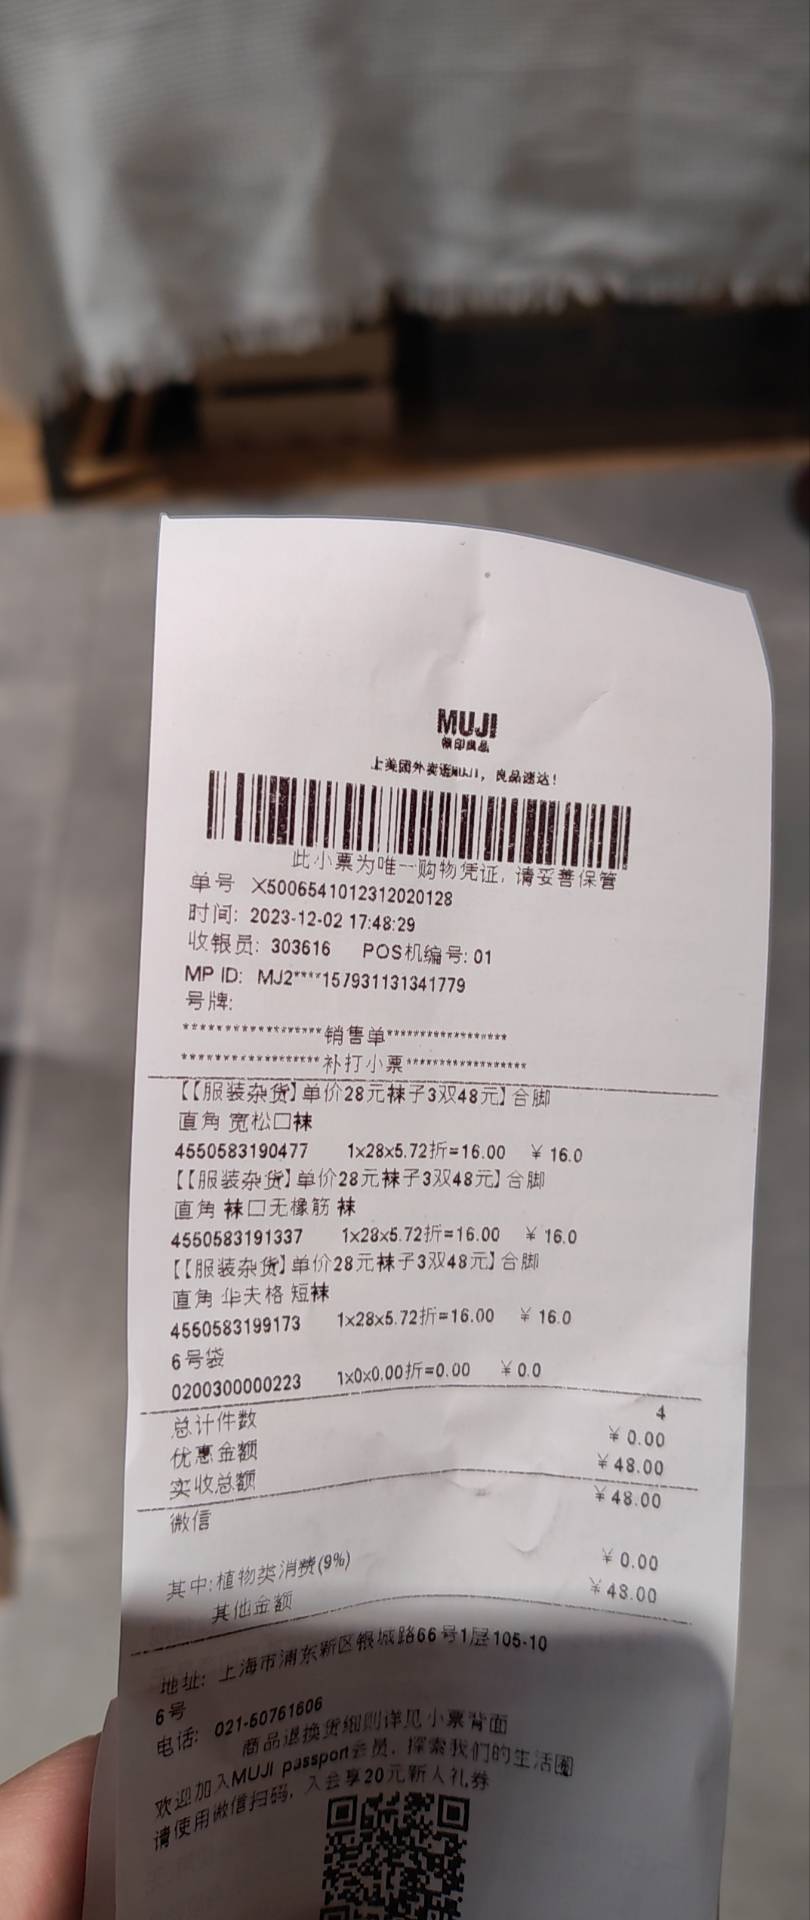 MUJI
無印良品
上美团外卖逛MUJI，良品速达！
此小票为唯一购物凭证，请妥善保管
单号 X5006541012312020128
时间: 2023-12-02 17:48:29
收银员: 303616 POS机编号: 01
MP ID: MJ2****157931131341779
号牌:
******************销售单******************
******************补打小票******************
【【服装杂货】单价28元袜子3双48元】合脚
直角 宽松口袜
4550583190477 1x28x5.72折=16.00 ¥ 16.0
【【服装杂货】单价28元袜子3双48元】合脚
直角 袜口无橡筋 袜
4550583191337 1x28x5.72折=16.00 ¥ 16.0
【【服装杂货】单价28元袜子3双48元】合脚
直角 华夫格 短袜
4550583199173 1x28x5.72折=16.00 ¥ 16.0
6号袋
0200300000223 1x0x0.00折=0.00 ¥ 0.0
总计件数 4
优惠金额 ¥ 0.00
实收总额 ¥ 48.00
微信 ¥ 48.00
其中:植物类消费(9%) ¥ 0.00
其他金额 ¥ 48.00
地址: 上海市浦东新区银城路66号1层105-10
6号
电话: 021-50761606
商品退换货细则详见小票背面
欢迎加入MUJI passport会员，探索我们的生活圈
请使用微信扫码，入会享20元新人礼券